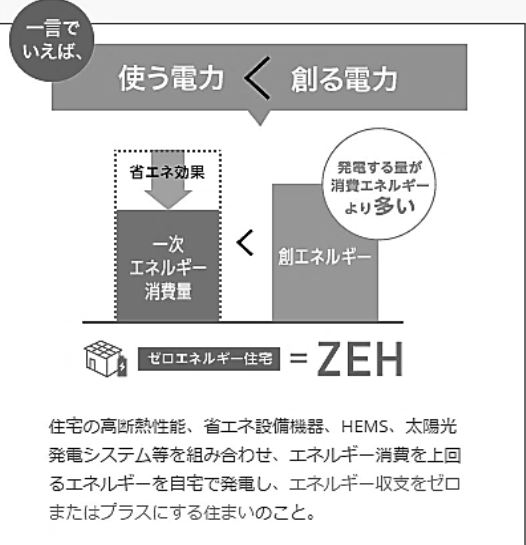 一言で
いえば、
使う電力 < 創る電力
省エネ効果
発電する量が
消費エネルギー
より多い
一次
エネルギー
消費量
<
創エネルギー
ゼロエネルギー住宅 = ZEH
住宅の高断熱性能、省エネ設備機器、HEMS、太陽光
発電システム等を組み合わせ、エネルギー消費を上回
るエネルギーを自宅で発電し、エネルギー収支をゼロ
またはプラスにする住まいのこと。